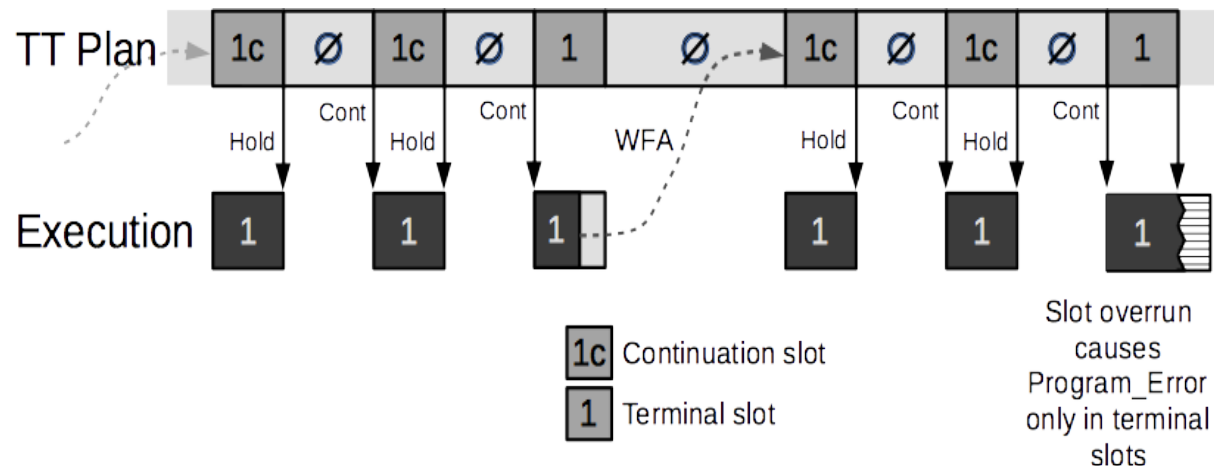 TT Plan
1c Ø 1c Ø 1 Ø 1c Ø 1c Ø 1
Hold Cont Hold Cont WFA Hold Cont Hold Cont
Execution
1 1 1 1 1 1
1c Continuation slot
1 Terminal slot
Slot overrun
causes
Program_Error
only in terminal
slots